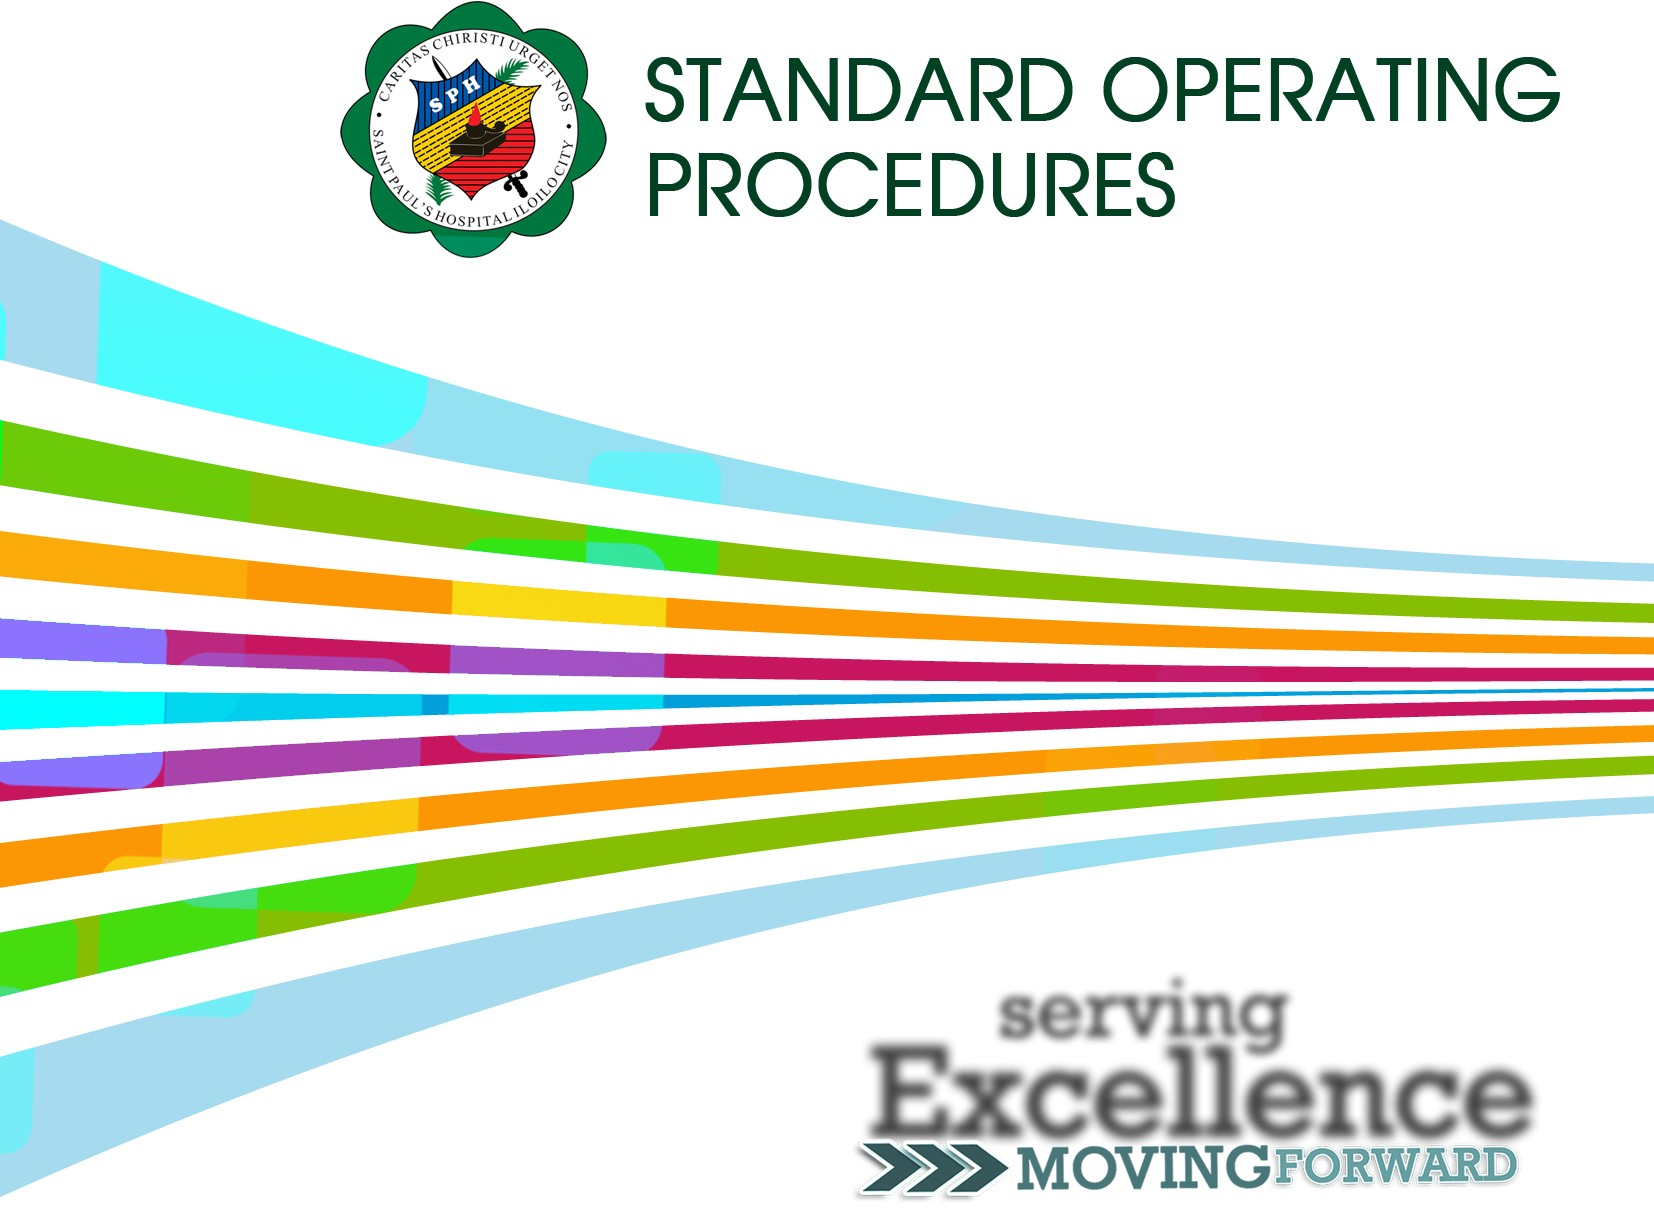 CARITAS CHIRISTI URGET NOS
SPH
SAINT PAUL'S HOSPITAL ILOILO CITY
STANDARD OPERATING
PROCEDURES
serving
Excellence
MOVING FORWARD